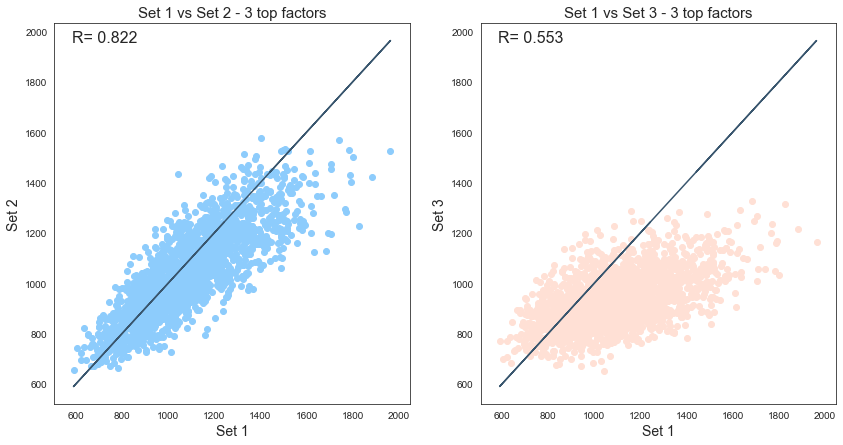 Set 1 vs Set 2 - 3 top factors
R= 0.822
2000
1800
1600
1400
1200
1000
800
600
Set 2
600 800 1000 1200 1400 1600 1800 2000
Set 1
Set 1 vs Set 3 - 3 top factors
R= 0.553
2000
1800
1600
1400
1200
1000
800
600
Set 3
600 800 1000 1200 1400 1600 1800 2000
Set 1